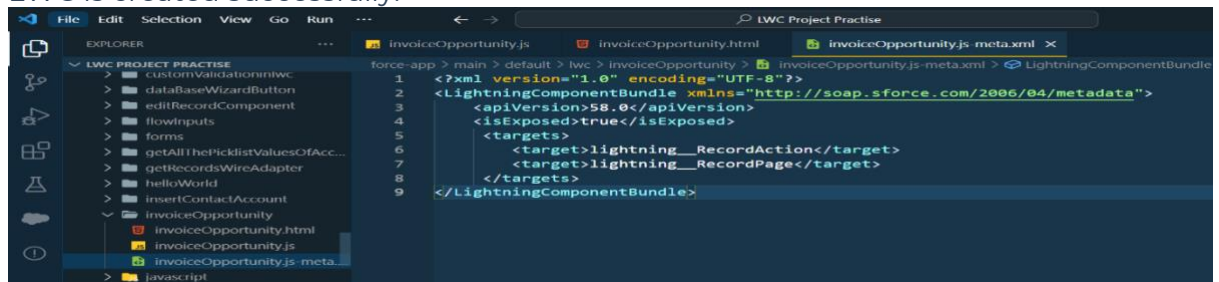 File Edit Selection View Go Run ... LWC Project Practise
EXPLORER ...
LWC PROJECT PRACTISE
customValidationinlwc
dataBaseWizardButton
editRecordComponent
flowInputs
forms
getAllThePicklistValuesOfAcc...
getRecordsWireAdapter
helloWorld
insertContactAccount
invoiceOpportunity
invoiceOpportunity.html
JS invoiceOpportunity.js
invoiceOpportunity.js-meta...
javascript
JS invoiceOpportunity.js invoiceOpportunity.html invoiceOpportunity.js-meta.xml
force-app > main > default > lwc > invoiceOpportunity > invoiceOpportunity.js-meta.xml > LightningComponentBundle
1 <?xml version="1.0" encoding="UTF-8"?>
2 <LightningComponentBundle xmlns="http://soap.sforce.com/2006/04/metadata">
3 <apiVersion>58.0</apiVersion>
4 <isExposed>true</isExposed>
5 <targets>
6 <target>lightning__RecordAction</target>
7 <target>lightning__RecordPage</target>
8 </targets>
9 </LightningComponentBundle>